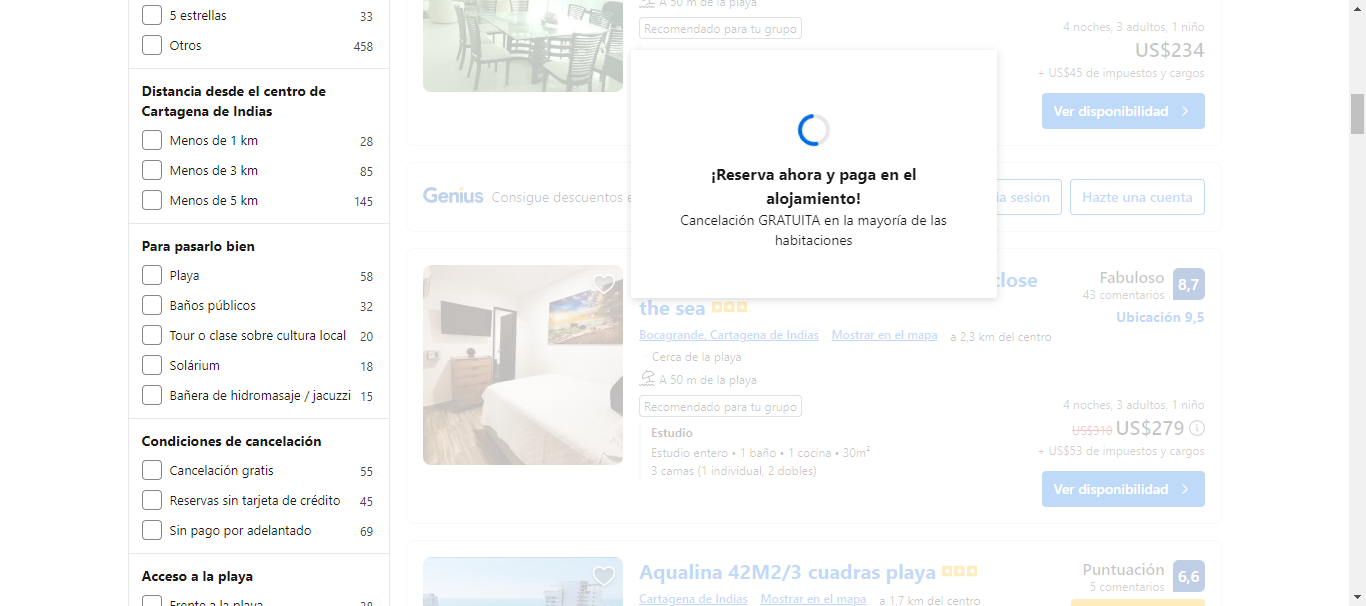 5 estrellas 33
Otros 458
Distancia desde el centro de
Cartagena de Indias
Menos de 1 km 28
Menos de 3 km 85
Menos de 5 km 145
Para pasarlo bien
Playa 58
Baños públicos 32
Tour o clase sobre cultura local 20
Solárium 18
Bañera de hidromasaje / jacuzzi 15
Condiciones de cancelación
Cancelación gratis 55
Reservas sin tarjeta de crédito 45
Sin pago por adelantado 69
Acceso a la playa
Frente a la playa 28
A 50 m de la playa
Recomendado para tu grupo
4 noches, 3 adultos, 1 niño
US$234
+ US$45 de impuestos y cargos
Ver disponibilidad
¡Reserva ahora y paga en el
alojamiento!
Cancelación GRATUITA en la mayoría de las
habitaciones
Genius Consigue descuentos
sesión
Hazte una cuenta
close
the sea
Bocagrande, Cartagena de Indias Mostrar en el mapa a 2,3 km del centro
Cerca de la playa
A 50 m de la playa
Recomendado para tu grupo
Estudio
Estudio entero • 1 baño • 1 cocina • 30m²
3 camas (1 individual, 2 dobles)
Fabuloso 8,7
43 comentarios
Ubicación 9,5
4 noches, 3 adultos, 1 niño
US$310 US$279
+ US$53 de impuestos y cargos
Ver disponibilidad
Aqualina 42M2/3 cuadras playa
Cartagena de Indias Mostrar en el mapa a 1,7 km del centro
Puntuación 6,6
5 comentarios